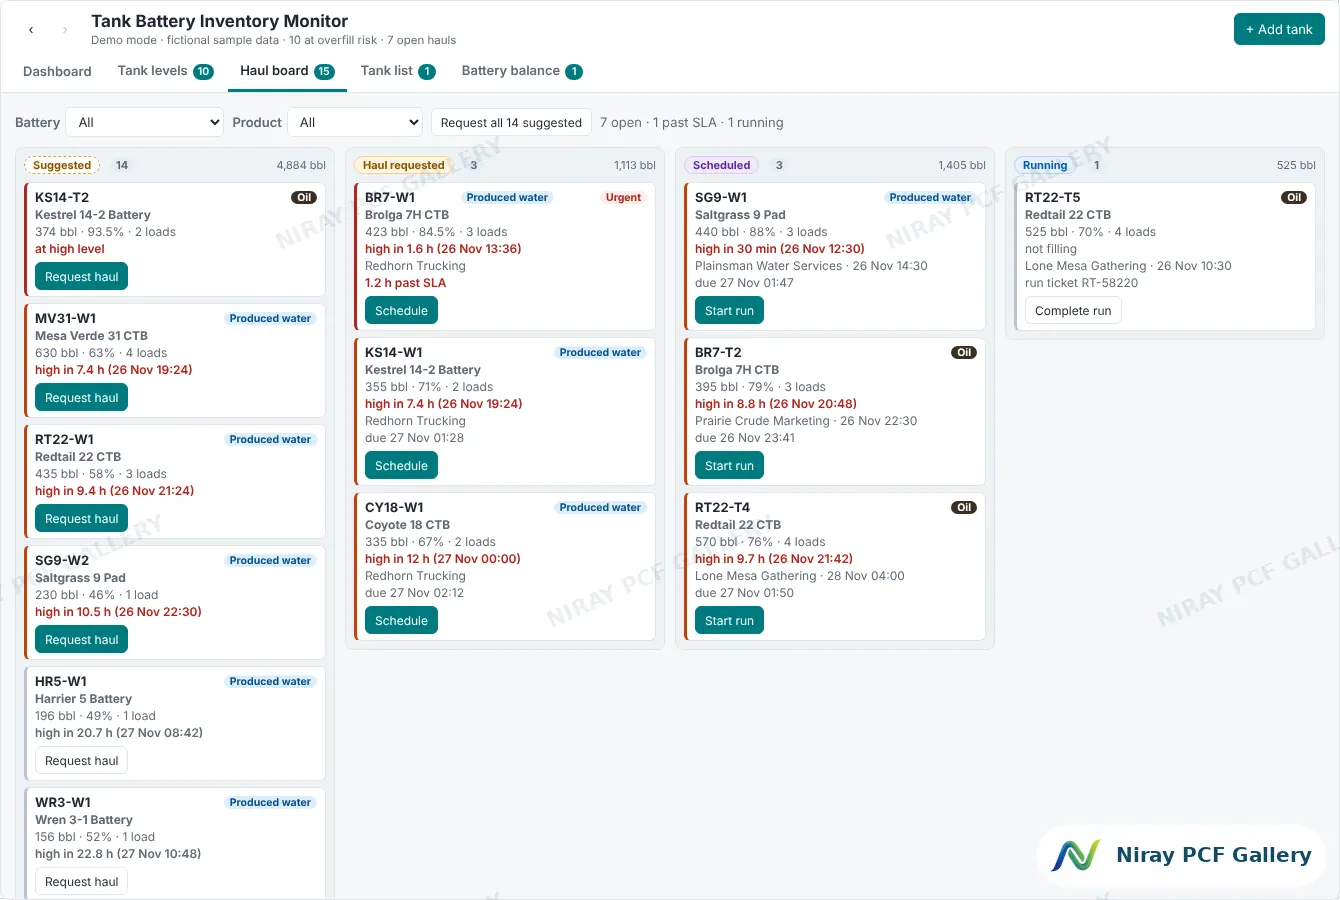 ‹ ›
Tank Battery Inventory Monitor
Demo mode · fictional sample data · 10 at overfill risk · 7 open hauls
+ Add tank
Dashboard Tank levels 10 Haul board 15 Tank list 1 Battery balance 1
Battery All Product All Request all 14 suggested 7 open · 1 past SLA · 1 running
Suggested 14 4,884 bbl
KS14-T2 Oil
Kestrel 14-2 Battery
374 bbl · 93.5% · 2 loads
at high level
Request haul
MV31-W1 Produced water
Mesa Verde 31 CTB
630 bbl · 63% · 4 loads
high in 7.4 h (26 Nov 19:24)
Request haul
RT22-W1 Produced water
Redtail 22 CTB
435 bbl · 58% · 3 loads
high in 9.4 h (26 Nov 21:24)
Request haul
SG9-W2 Produced water
Saltgrass 9 Pad
230 bbl · 46% · 1 load
high in 10.5 h (26 Nov 22:30)
Request haul
HR5-W1 Produced water
Harrier 5 Battery
196 bbl · 49% · 1 load
high in 20.7 h (27 Nov 08:42)
Request haul
WR3-W1 Produced water
Wren 3-1 Battery
156 bbl · 52% · 1 load
high in 22.8 h (27 Nov 10:48)
Request haul
Haul requested 3 1,113 bbl
BR7-W1 Produced water Urgent
Brolga 7H CTB
423 bbl · 84.5% · 3 loads
high in 1.6 h (26 Nov 13:36)
Redhorn Trucking
1.2 h past SLA
Schedule
KS14-W1 Produced water
Kestrel 14-2 Battery
355 bbl · 71% · 2 loads
high in 7.4 h (26 Nov 19:24)
Redhorn Trucking
due 27 Nov 01:28
Schedule
CY18-W1 Produced water
Coyote 18 CTB
335 bbl · 67% · 2 loads
high in 12 h (27 Nov 00:00)
Redhorn Trucking
due 27 Nov 02:12
Schedule
Scheduled 3 1,405 bbl
SG9-W1 Produced water
Saltgrass 9 Pad
440 bbl · 88% · 3 loads
high in 30 min (26 Nov 12:30)
Plainsman Water Services · 26 Nov 14:30
due 27 Nov 01:47
Start run
BR7-T2 Oil
Brolga 7H CTB
395 bbl · 79% · 3 loads
high in 8.8 h (26 Nov 20:48)
Prairie Crude Marketing · 26 Nov 22:30
due 26 Nov 23:41
Start run
RT22-T4 Oil
Redtail 22 CTB
570 bbl · 76% · 4 loads
high in 9.7 h (26 Nov 21:42)
Lone Mesa Gathering · 28 Nov 04:00
due 27 Nov 01:50
Start run
Running 1 525 bbl
RT22-T5 Oil
Redtail 22 CTB
525 bbl · 70% · 4 loads
not filling
Lone Mesa Gathering · 26 Nov 10:30
run ticket RT-58220
Complete run
NIRAY PCF GALLERY
NIRAY PCF GALLERY
NIRAY PCF GALLERY
NIRAY PCF GALLERY
NIRAY PCF GALL
Niray PCF Gallery